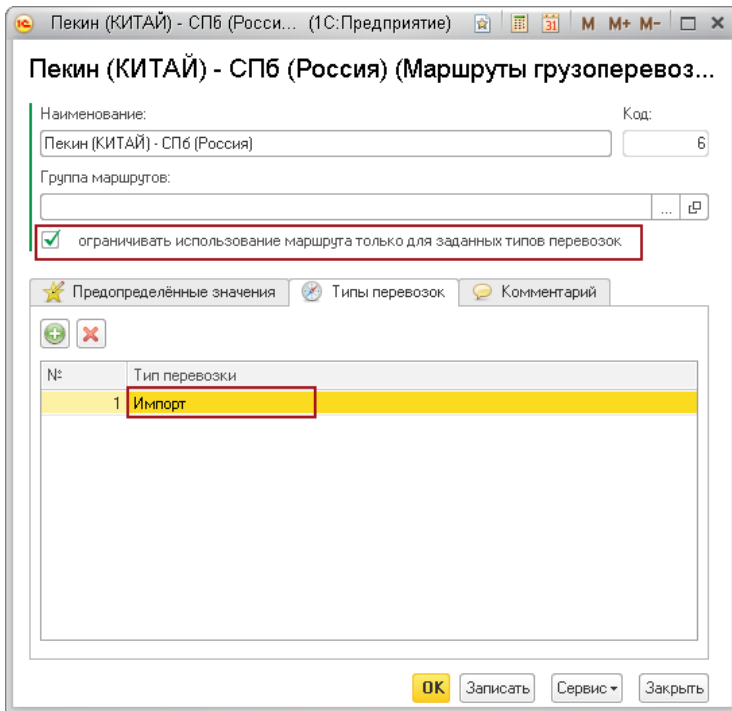 Пекин (КИТАЙ) - СПб (Росси... (1С:Предприятие) 31 M M+ M-
Пекин (КИТАЙ) - СПб (Россия) (Маршруты грузоперевоз...
Наименование: Код:
Пекин (КИТАЙ) - СПб (Россия) 6
Группа маршрутов:
...
ограничивать использование маршрута только для заданных типов перевозок
Предопределённые значения Типы перевозок Комментарий
N: Тип перевозки
1 Импорт
ОК Записать Сервис Закрыть